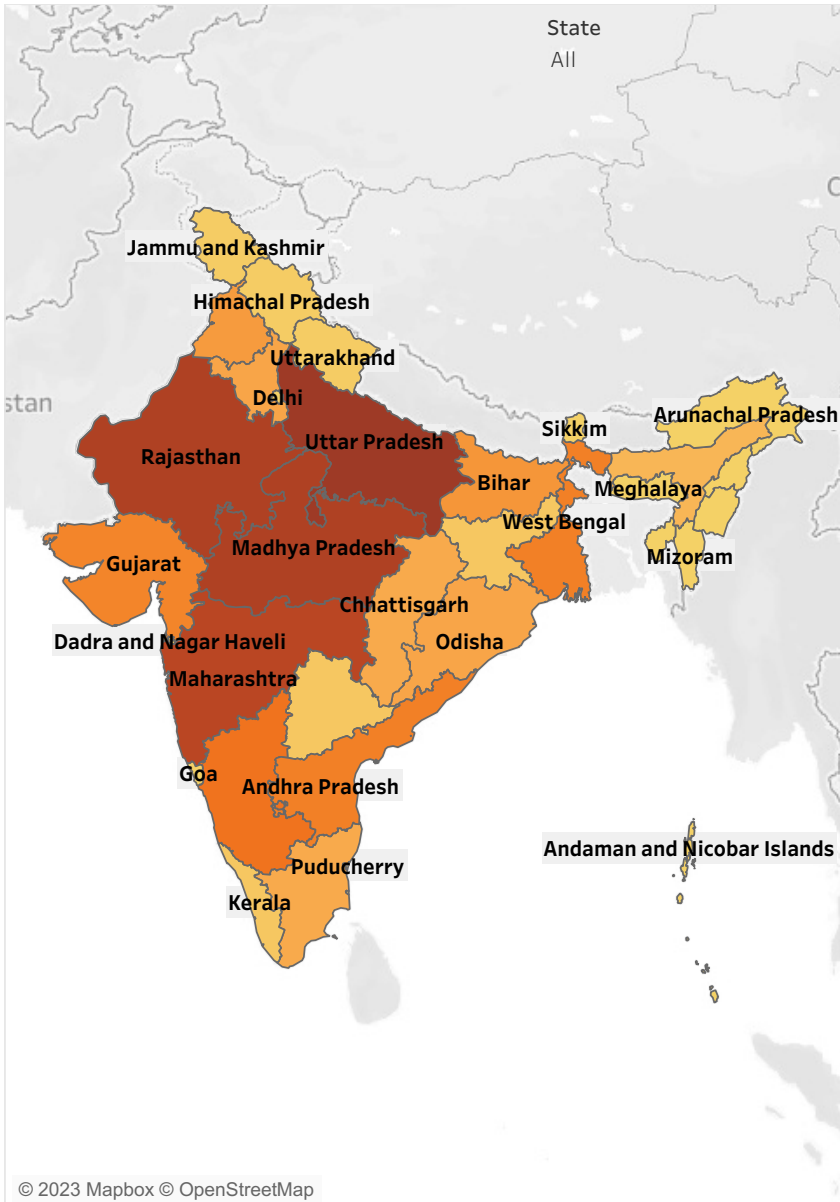 State
All
Jammu and Kashmir
Himachal Pradesh
Uttarakhand
stan
Delhi
Arunachal Pradesh
Sikkim
Uttar Pradesh
Rajasthan
Bihar
Meghalaya
West Bengal
Madhya Pradesh
Mizoram
Gujarat
Chhattisgarh
Dadra and Nagar Haveli
Odisha
Maharashtra
Goa
Andhra Pradesh
Andaman and Nicobar Islands
Puducherry
Kerala
© 2023 Mapbox © OpenStreetMap